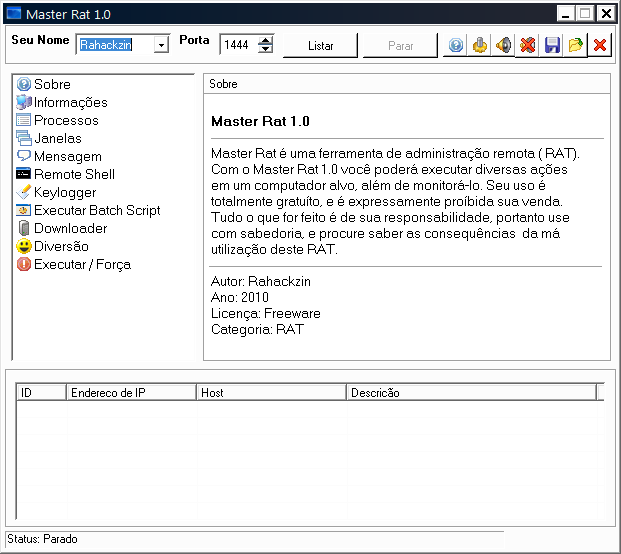 Master Rat 1.0
Seu Nome Rahackzin Porta 1444 Listar Parar
Sobre
Informações
Processos
Janelas
Mensagem
Remote Shell
Keylogger
Executar Batch Script
Downloader
Diversão
Executar / Força
Sobre
Master Rat 1.0
Master Rat é uma ferramenta de administração remota ( RAT).
Com o Master Rat 1.0 você poderá executar diversas ações
em um computador alvo, além de monitorá-lo. Seu uso é
totalmente gratuíto, e é expressamente proíbida sua venda.
Tudo o que for feito é de sua responsabilidade, portanto use
com sabedoria, e procure saber as consequências  da má
utilização deste RAT.
Autor: Rahackzin
Ano: 2010
Licença: Freeware
Categoria: RAT
ID Endereco de IP Host Descricão
Status: Parado